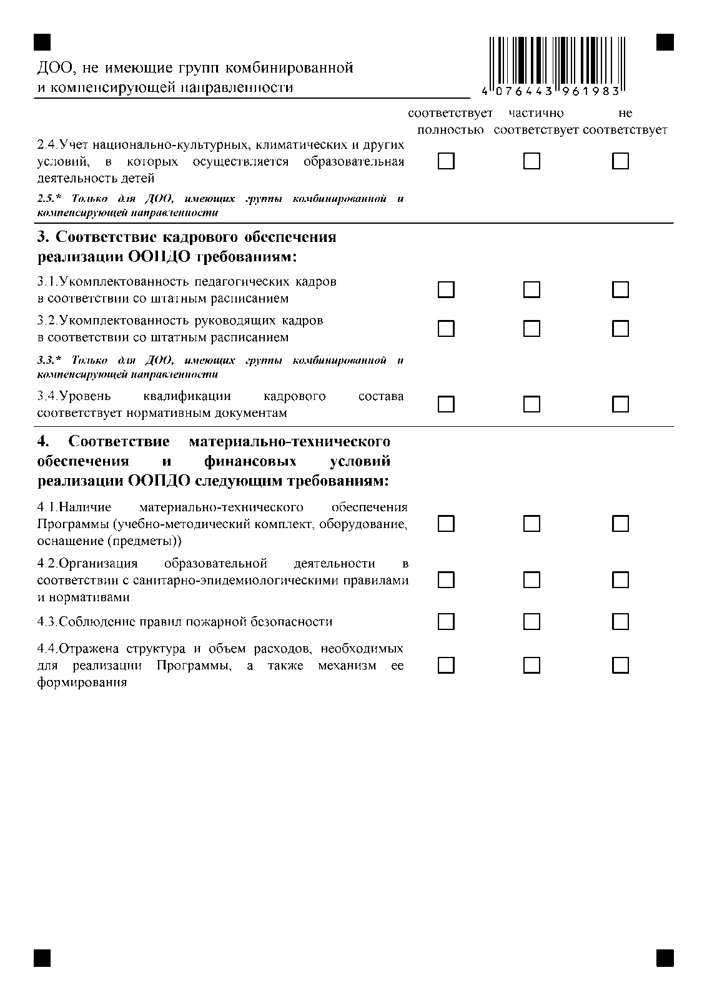 ДОО, не имеющие групп комбинированной
и компенсирующей направленности
4 076443 961983
соответствует частично не
полностью соответствует соответствует
2.4.Учет национально-культурных, климатических и других
условий, в которых осуществляется образовательная
деятельность детей
2.5.* Только для ДОО, имеющих группы комбинированной и
компенсирующей направленности
3. Соответствие кадрового обеспечения
реализации ООПДО требованиям:
3.1.Укомплектованность педагогических кадров
в соответствии со штатным расписанием
3.2.Укомплектованность руководящих кадров
в соответствии со штатным расписанием
3.3.* Только для ДОО, имеющих группы комбинированной и
компенсирующей направленности
3.4.Уровень квалификации кадрового состава
соответствует нормативным документам
4. Соответствие материально-технического
обеспечения и финансовых условий
реализации ООПДО следующим требованиям:
4.1.Наличие материально-технического обеспечения
Программы (учебно-методический комплект, оборудование,
оснащение (предметы))
4.2.Организация образовательной деятельности в
соответствии с санитарно-эпидемиологическими правилами
и нормативами
4.3.Соблюдение правил пожарной безопасности
4.4.Отражена структура и объем расходов, необходимых
для реализации Программы, а также механизм ее
формирования